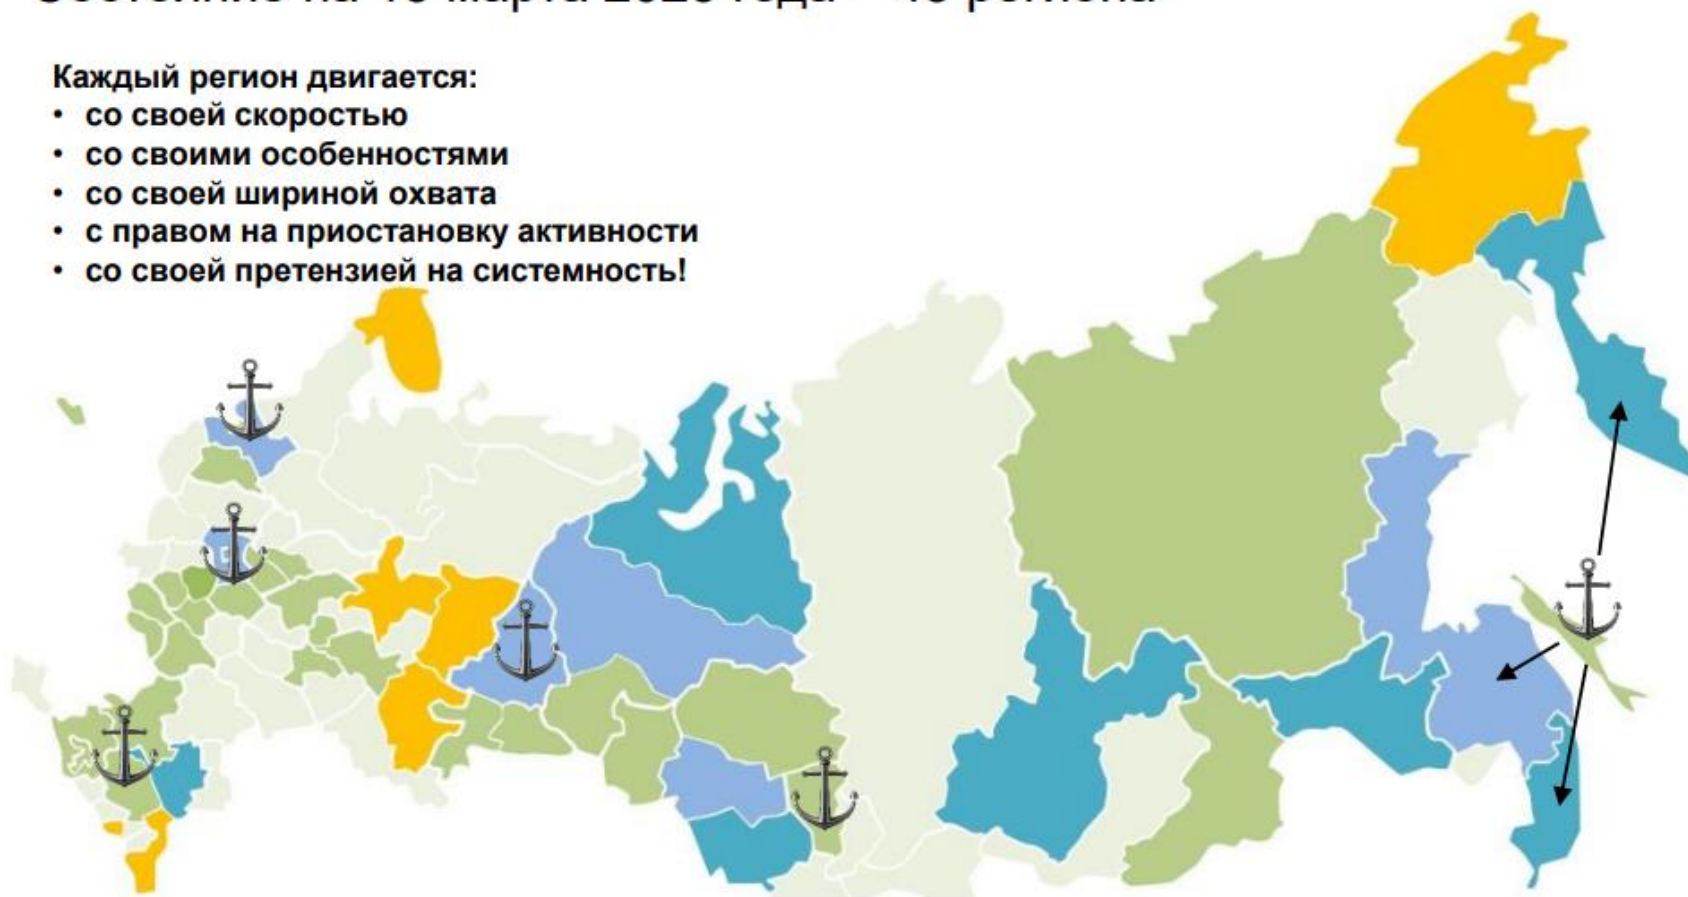 Каждый регион двигается:
• со своей скоростью
• со своими особенностями
• со своей шириной охвата
• с правом на приостановку активности
• со своей претензией на системность!